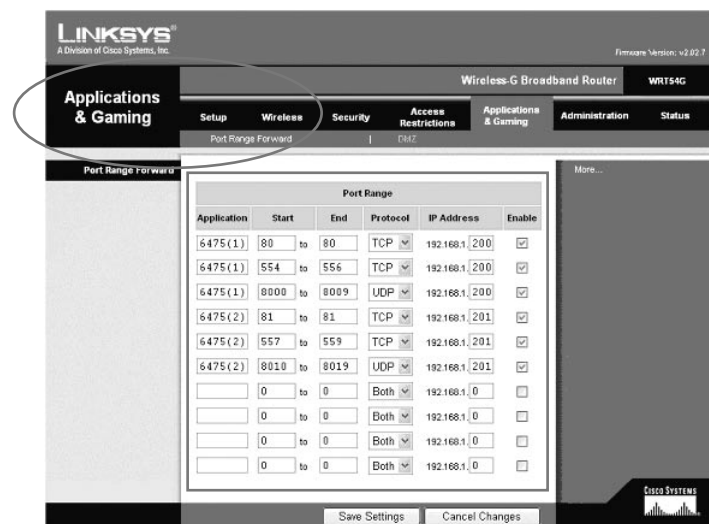 LINKSYS®
A Division of Cisco Systems, Inc.
Firmware Version: v2.02.7
Wireless-G Broadband Router WRT54G
Applications & Gaming
Setup Wireless Security Access Restrictions Applications & Gaming Administration Status
Port Range Forward | DMZ
Port Range Forward
More...
Port Range
Application Start End Protocol IP Address Enable
6475(1) 80 to 80 TCP 192.168.1. 200
6475(1) 554 to 556 TCP 192.168.1. 200
6475(1) 8000 to 8009 UDP 192.168.1. 200
6475(2) 81 to 81 TCP 192.168.1. 201
6475(2) 557 to 559 TCP 192.168.1. 201
6475(2) 8010 to 8019 UDP 192.168.1. 201
0 to 0 Both 192.168.1. 0
0 to 0 Both 192.168.1. 0
0 to 0 Both 192.168.1. 0
0 to 0 Both 192.168.1. 0
Save Settings Cancel Changes
CISCO SYSTEMS